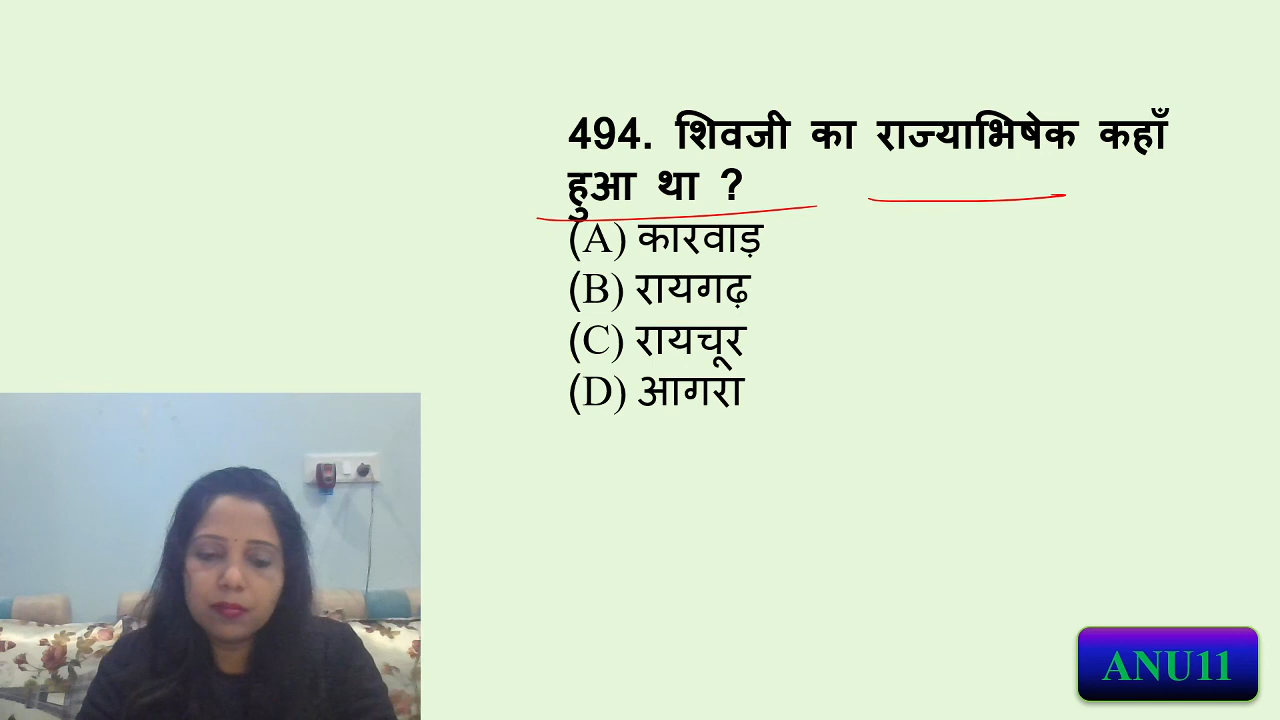 494. शिवजी का राज्याभिषेक कहाँ
हुआ था ?
(A) कारवाड़
(B) रायगढ़
(C) रायचूर
(D) आगरा
ANU11